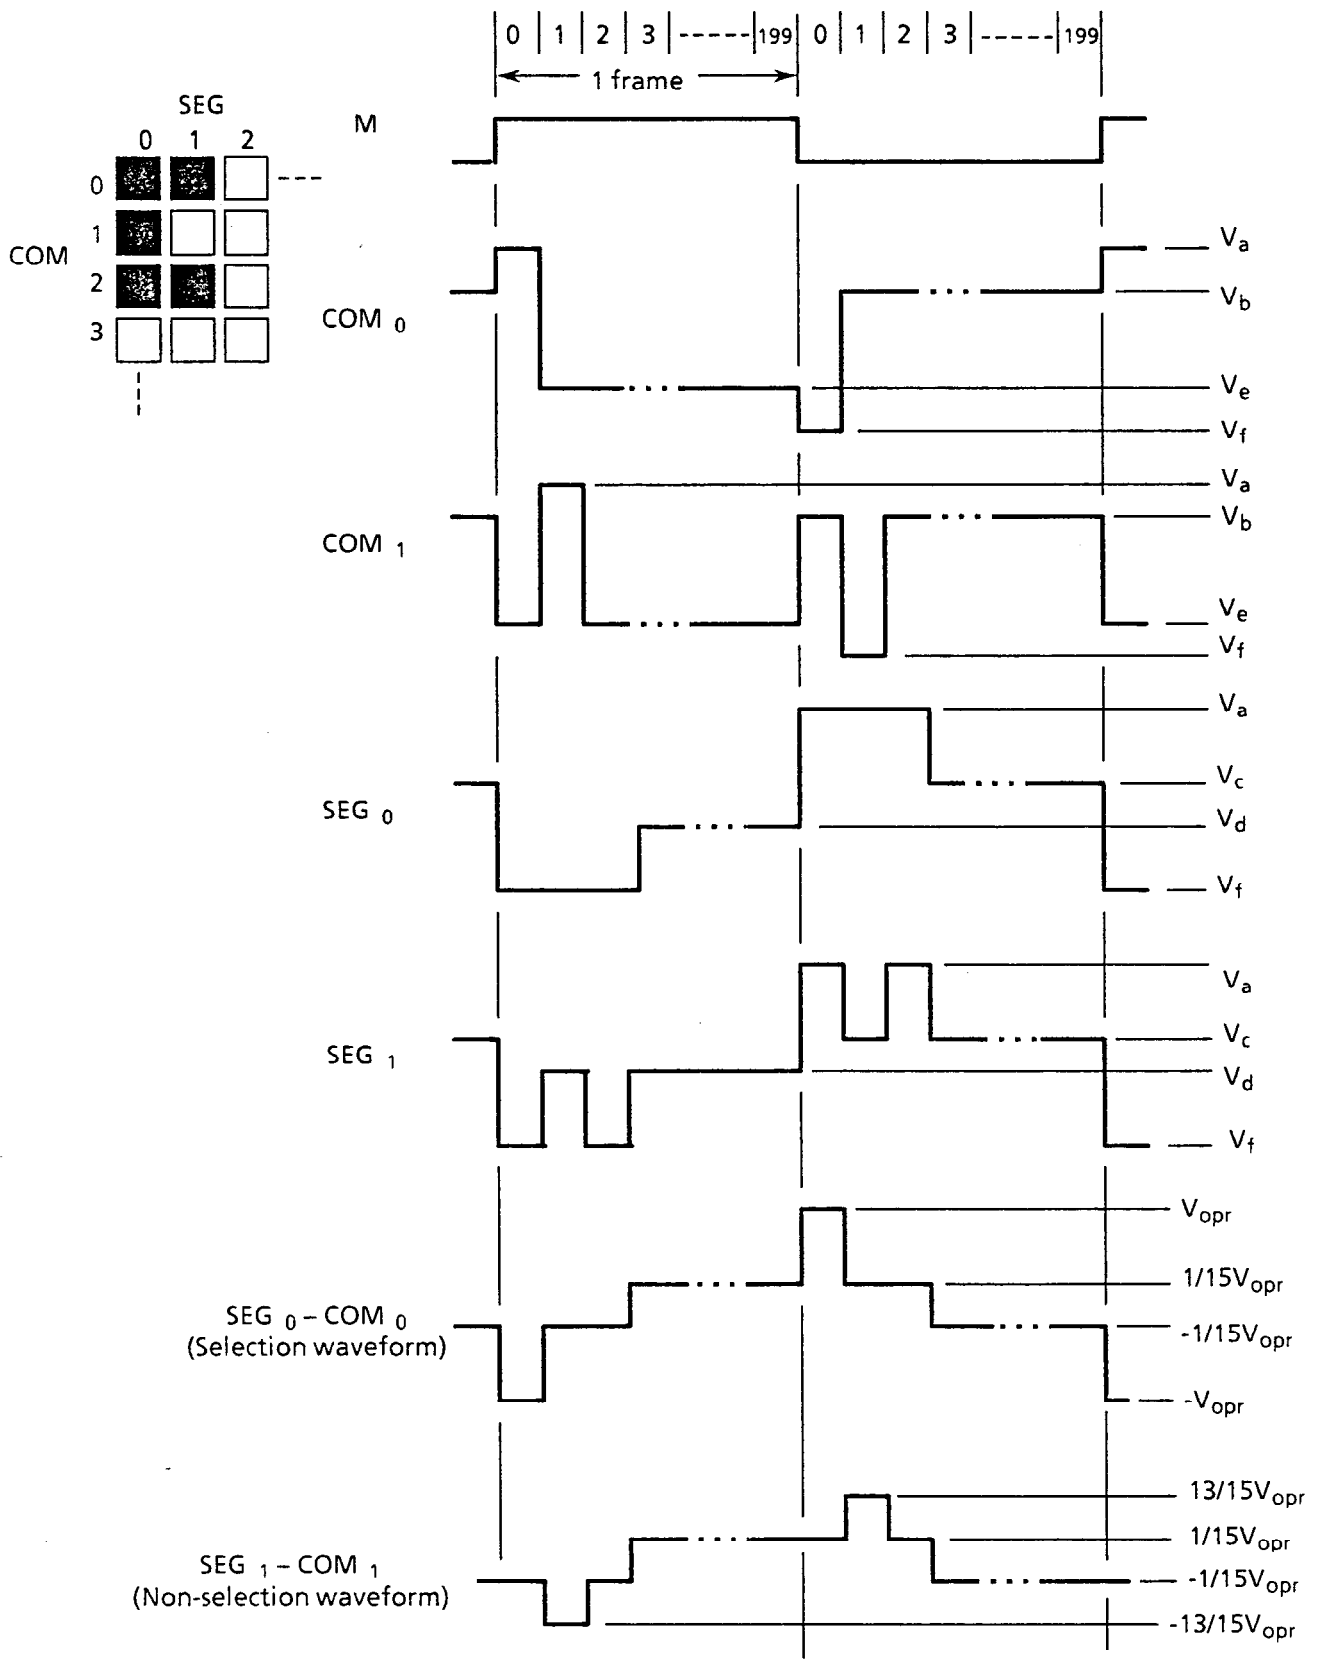 0 1 2 3 ----- 199 0 1 2 3 ----- 199
1 frame
SEG
0 1 2
M
0
1
COM
2
3
COM 0
Va
Vb
Ve
Vf
COM 1
Va
Vb
Ve
Vf
SEG 0
Va
Vc
Vd
Vf
SEG 1
Va
Vc
Vd
Vf
SEG 0 – COM 0
(Selection waveform)
Vopr
1/15Vopr
-1/15Vopr
-Vopr
SEG 1 – COM 1
(Non-selection waveform)
13/15Vopr
1/15Vopr
-1/15Vopr
-13/15Vopr